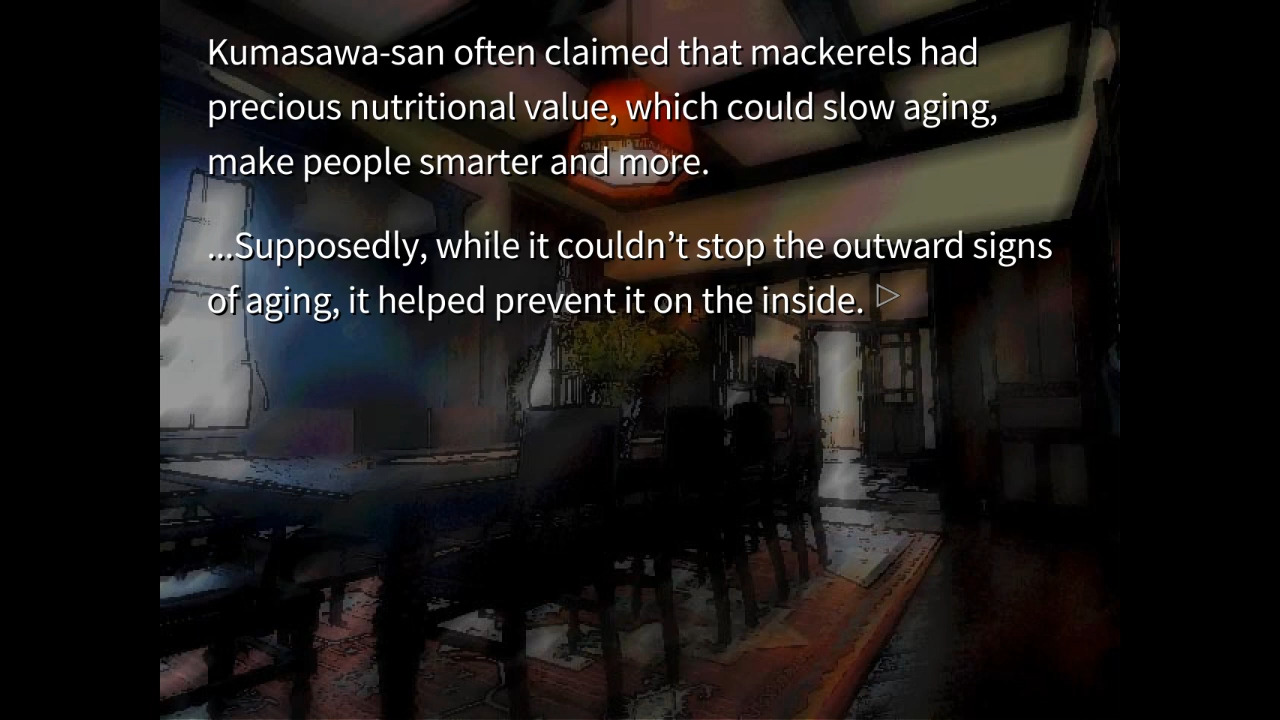 Kumasawa-san often claimed that mackerels had
precious nutritional value, which could slow aging,
make people smarter and more.
...Supposedly, while it couldn’t stop the outward signs
of aging, it helped prevent it on the inside.